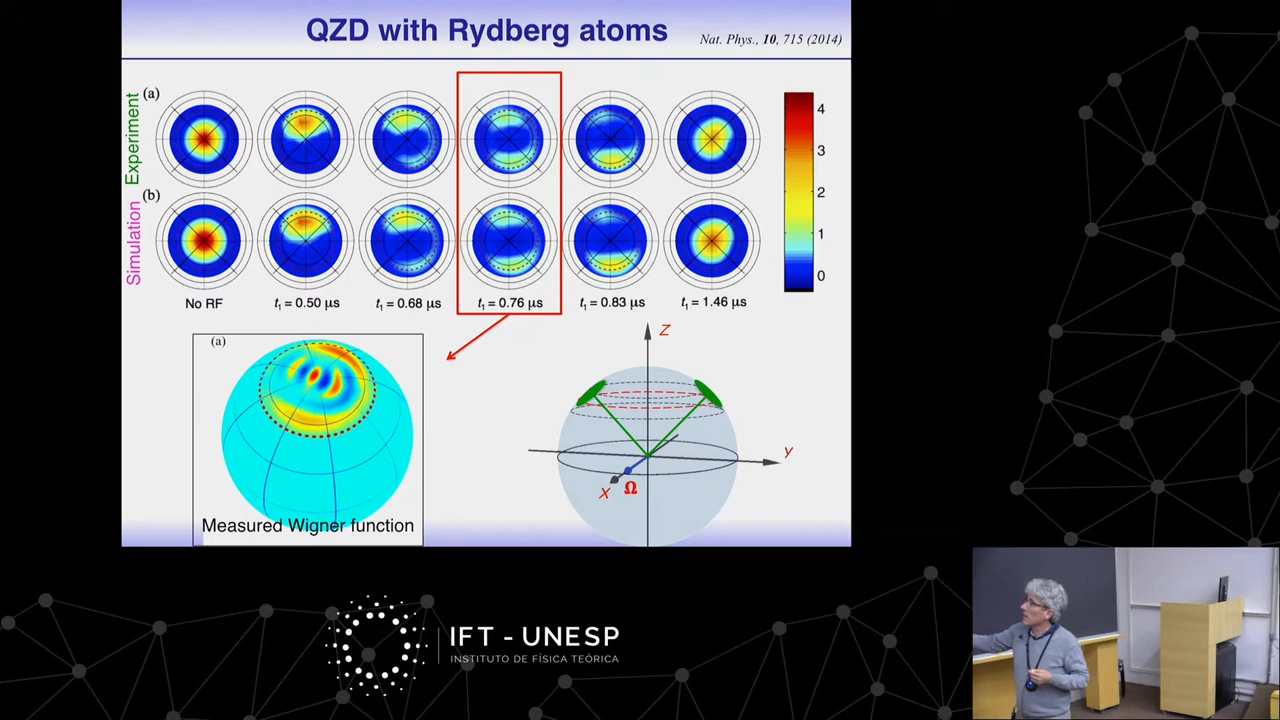 QZD with Rydberg atoms
Nat. Phys., 10, 715 (2014)
Experiment
(a)
Simulation
(b)
4
3
2
1
0
No RF
t₁ = 0.50 µs
t₁ = 0.68 µs
t₁ = 0.76 µs
t₁ = 0.83 µs
t₁ = 1.46 µs
(a)
Measured Wigner function
Z
y
x
Ω
IFT - UNESP
INSTITUTO DE FÍSICA TEÓRICA